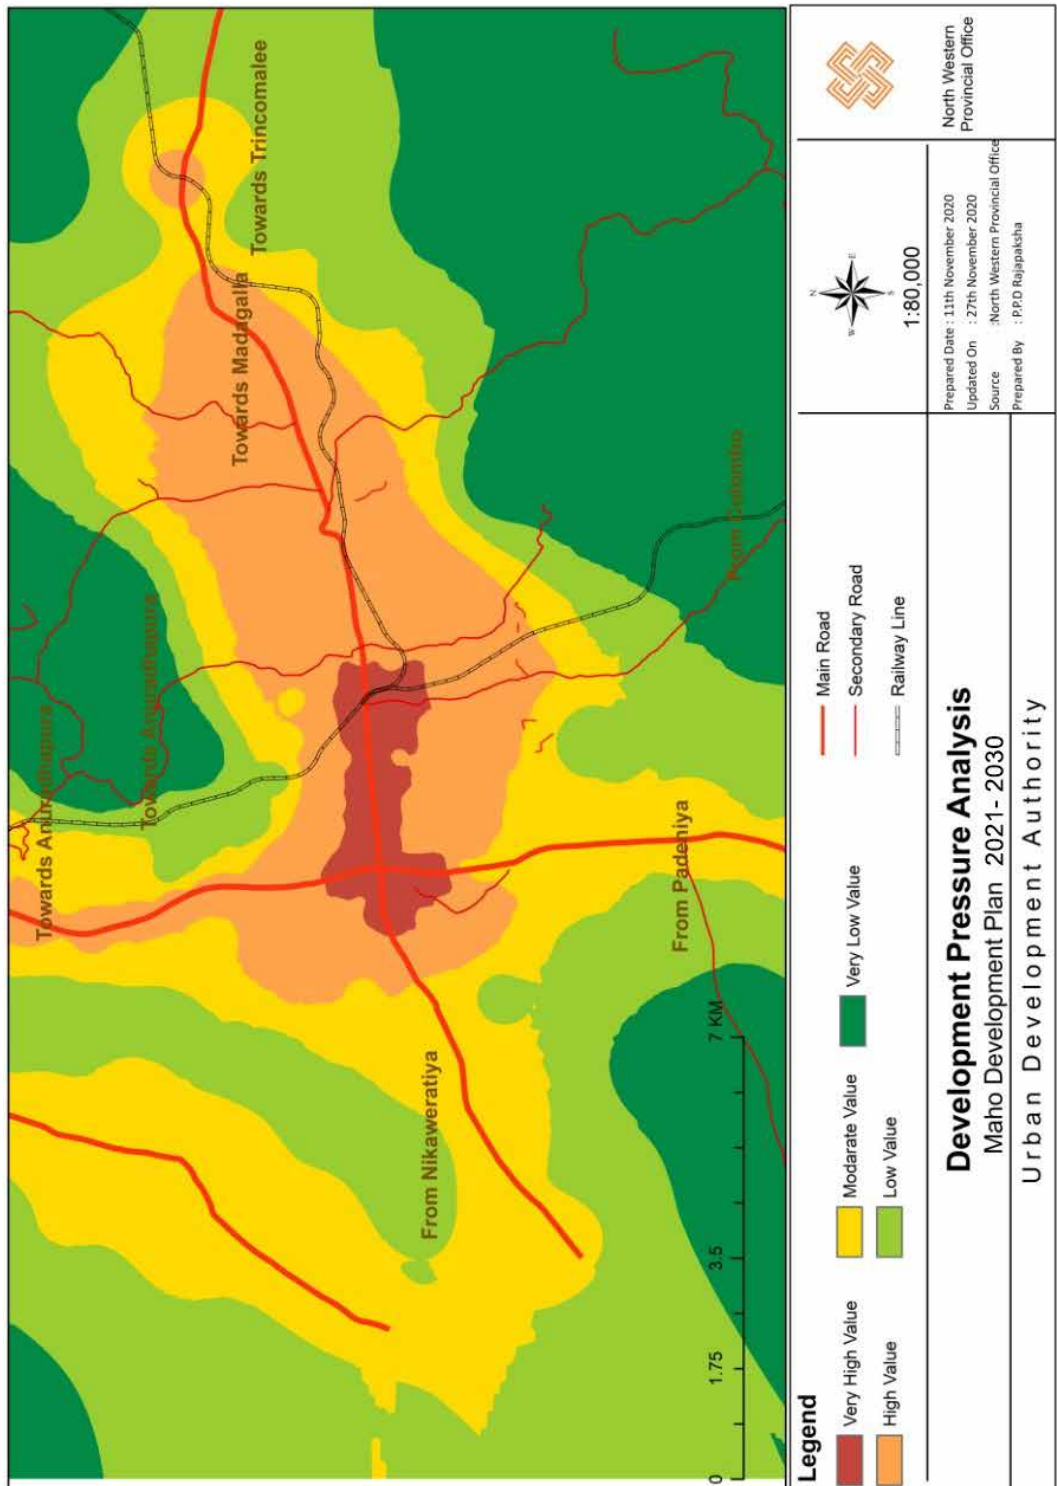 Towards Anuradhapura
Towards Anuradhapura
Towards Madagalla
Towards Trincomalee
From Nikaweratiya
From Padeniya
From Colombo
0 1.75 3.5 7 KM
Legend
Very High Value
High Value
Modarate Value
Low Value
Very Low Value
Main Road
Secondary Road
Railway Line
N
W
E
S
1:80,000
North Western
Provincial Office
Development Pressure Analysis
Maho Development Plan 2021- 2030
Urban Development Authority
Prepared Date : 11th November 2020
Updated On : 27th November 2020
Source :North Western Provincial Office
Prepared By : P.P.D Rajapaksha